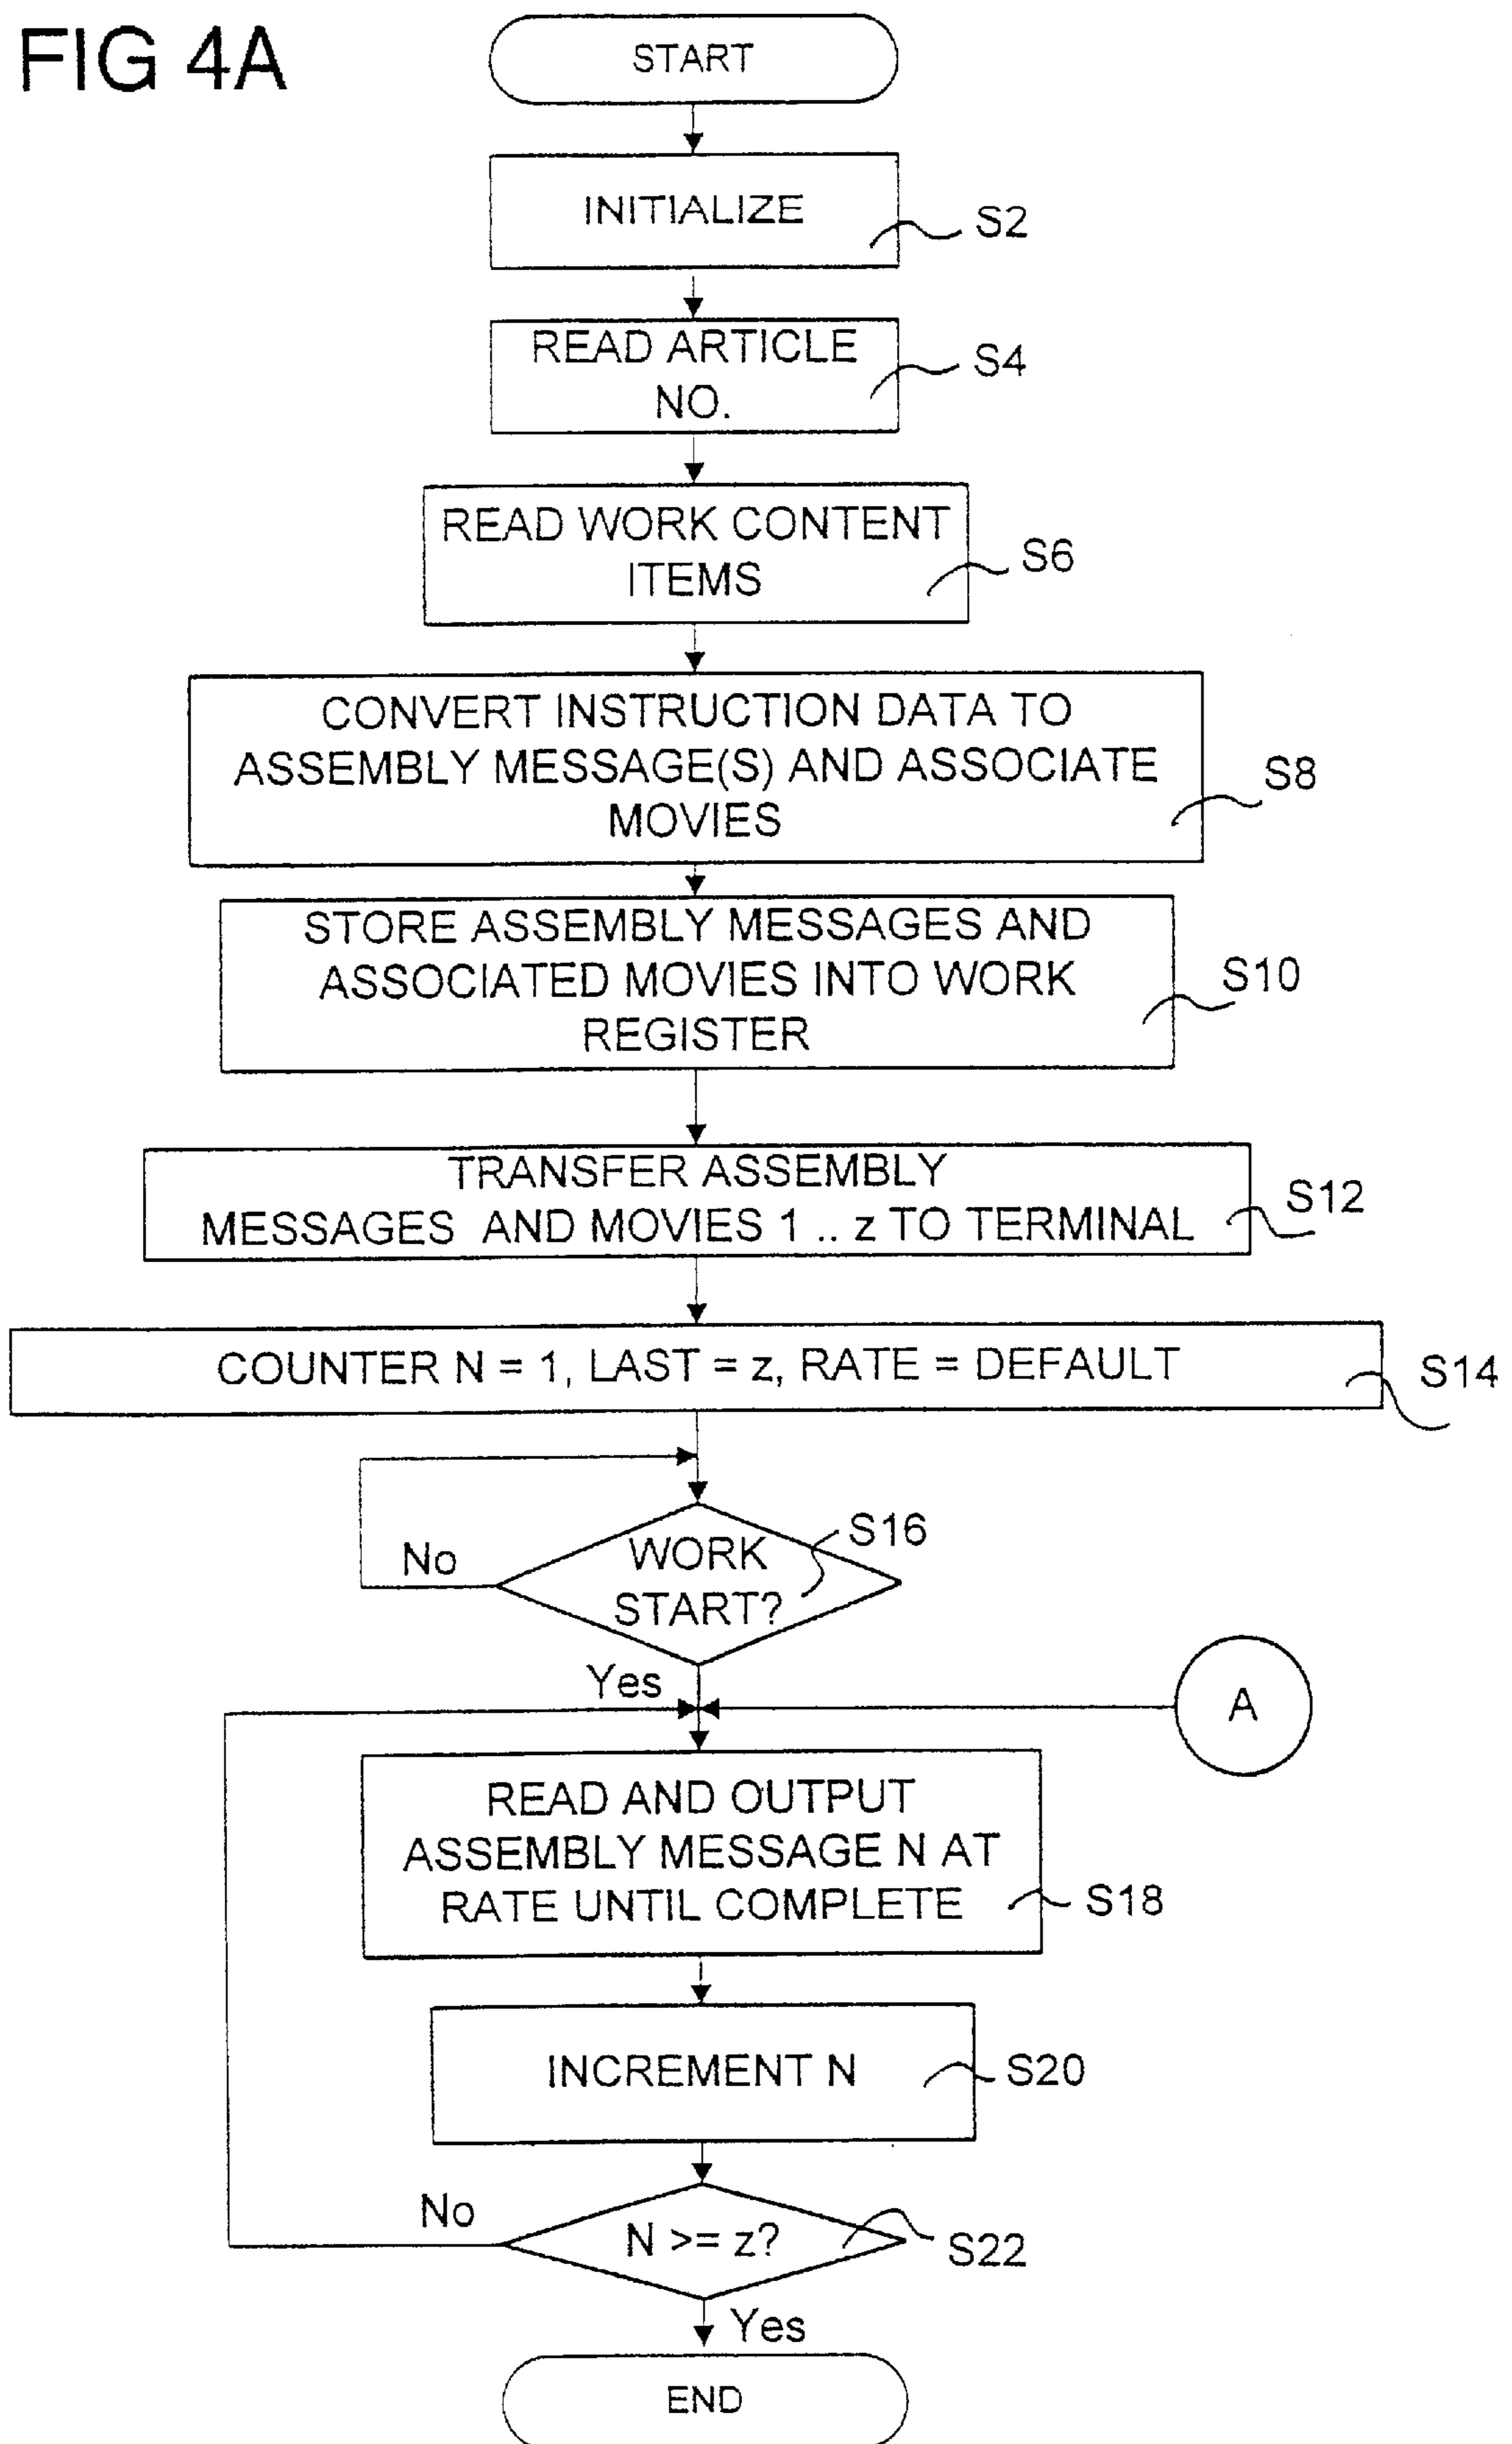 FIG 4A
START
INITIALIZE
S2
READ ARTICLE
NO.
S4
READ WORK CONTENT
ITEMS
S6
CONVERT INSTRUCTION DATA TO
ASSEMBLY MESSAGE(S) AND ASSOCIATE
MOVIES
S8
STORE ASSEMBLY MESSAGES AND
ASSOCIATED MOVIES INTO WORK
REGISTER
S10
TRANSFER ASSEMBLY
MESSAGES AND MOVIES 1 .. z TO TERMINAL
S12
COUNTER N = 1, LAST = z, RATE = DEFAULT
S14
WORK
START?
S16
No
Yes
A
READ AND OUTPUT
ASSEMBLY MESSAGE N AT
RATE UNTIL COMPLETE
S18
INCREMENT N
S20
No
N >= z?
S22
Yes
END